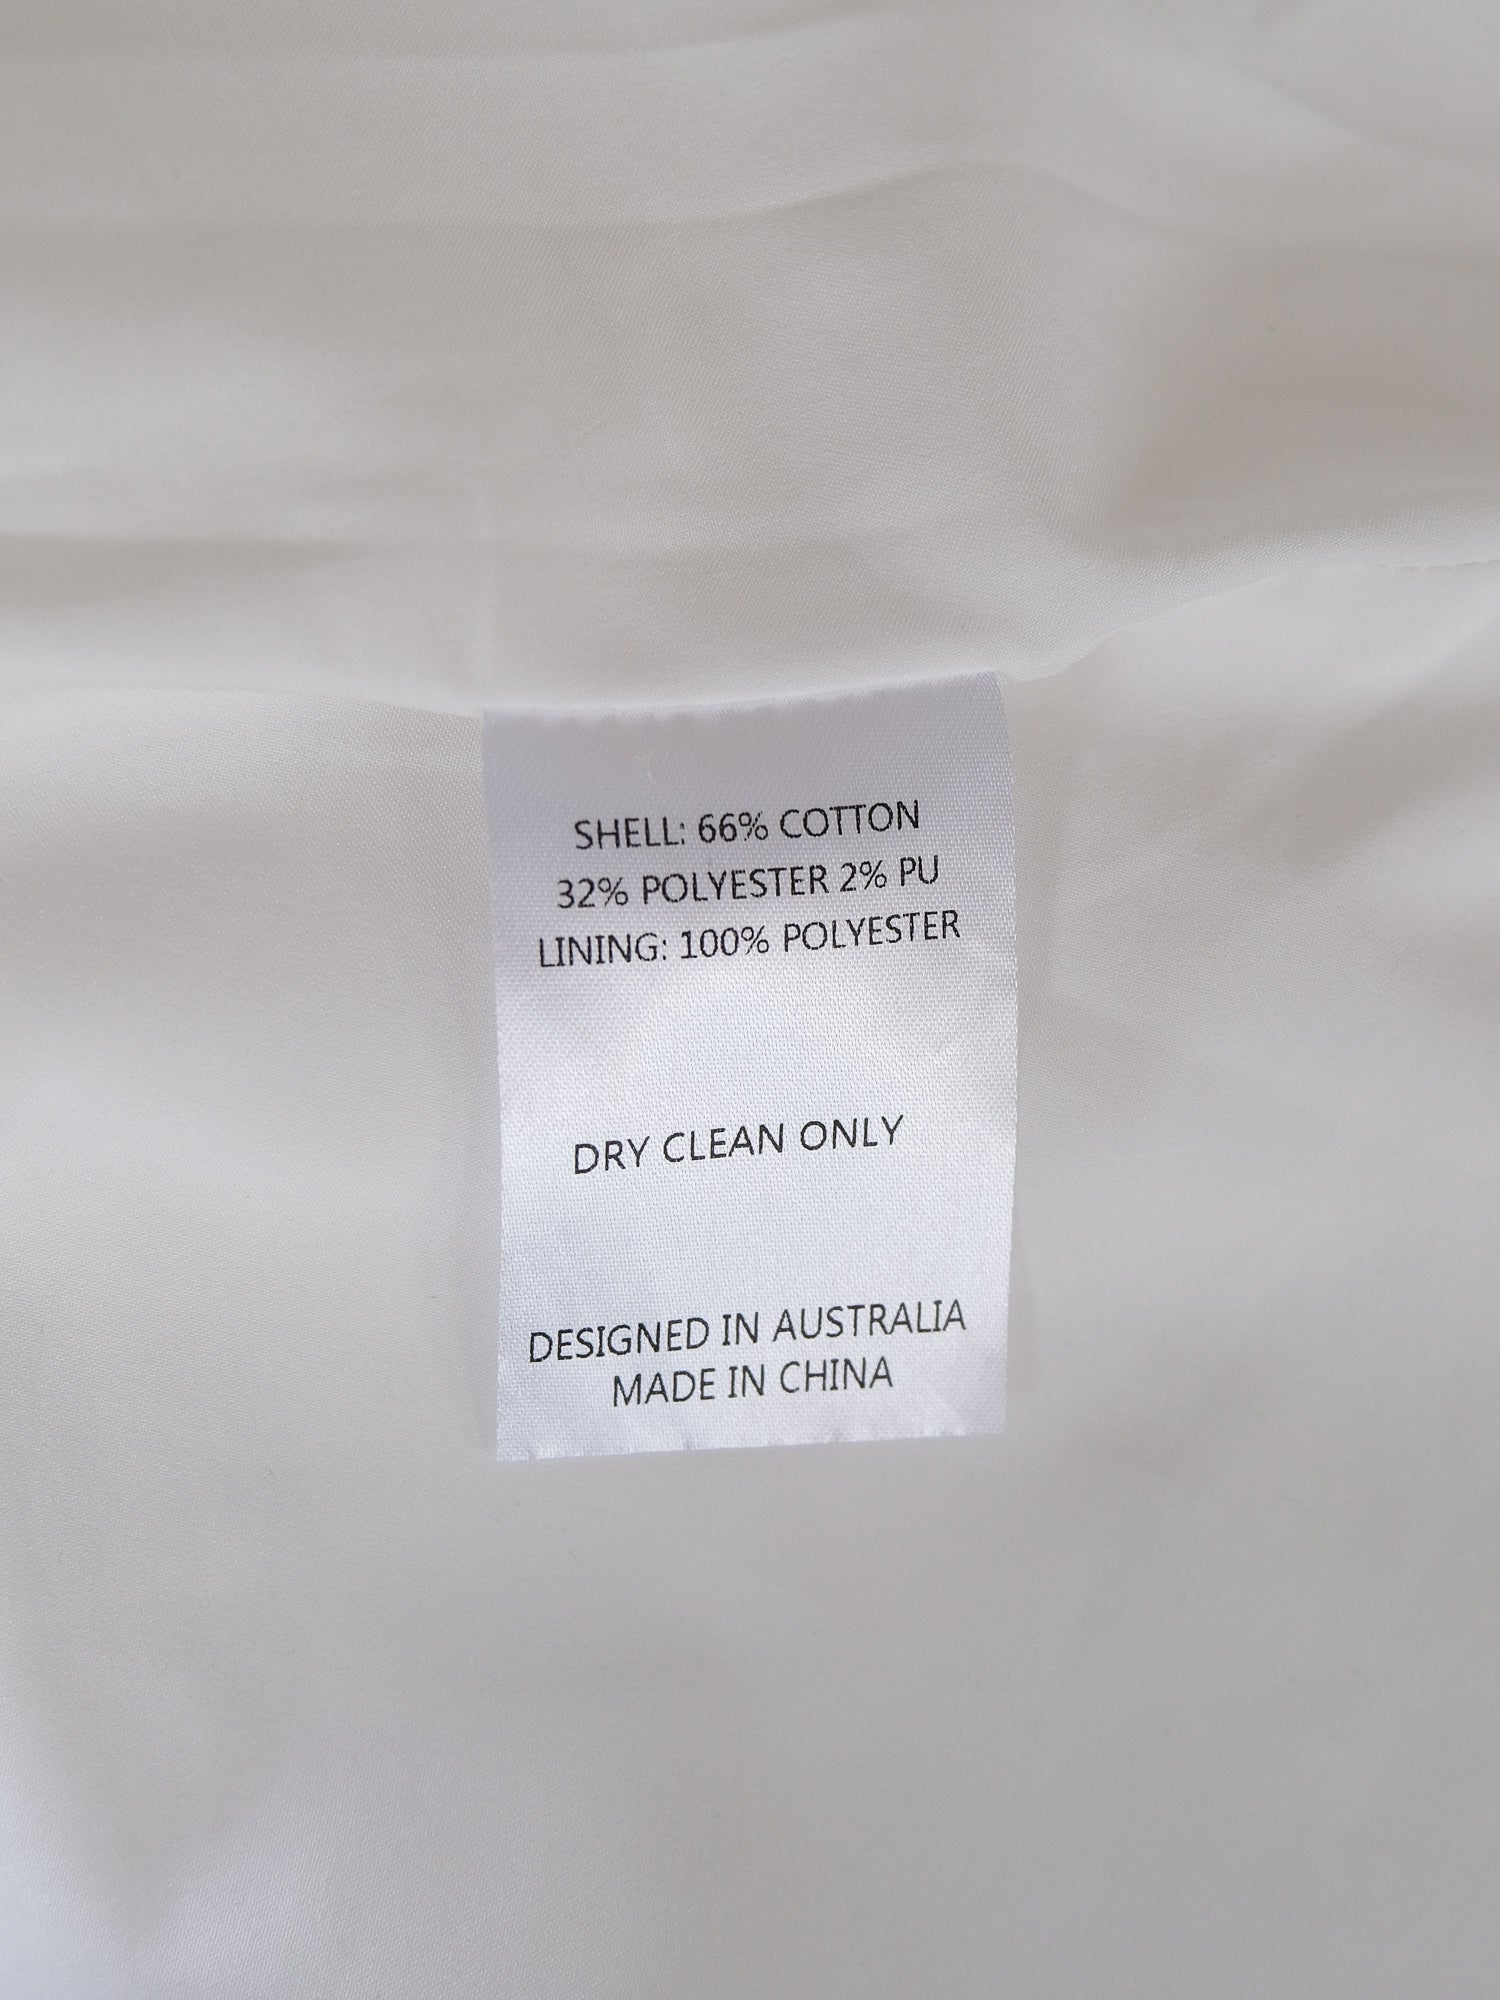 SHELL: 66% COTTON
32% POLYESTER 2% PU
LINING: 100% POLYESTER
DRY CLEAN ONLY
DESIGNED IN AUSTRALIA
MADE IN CHINA